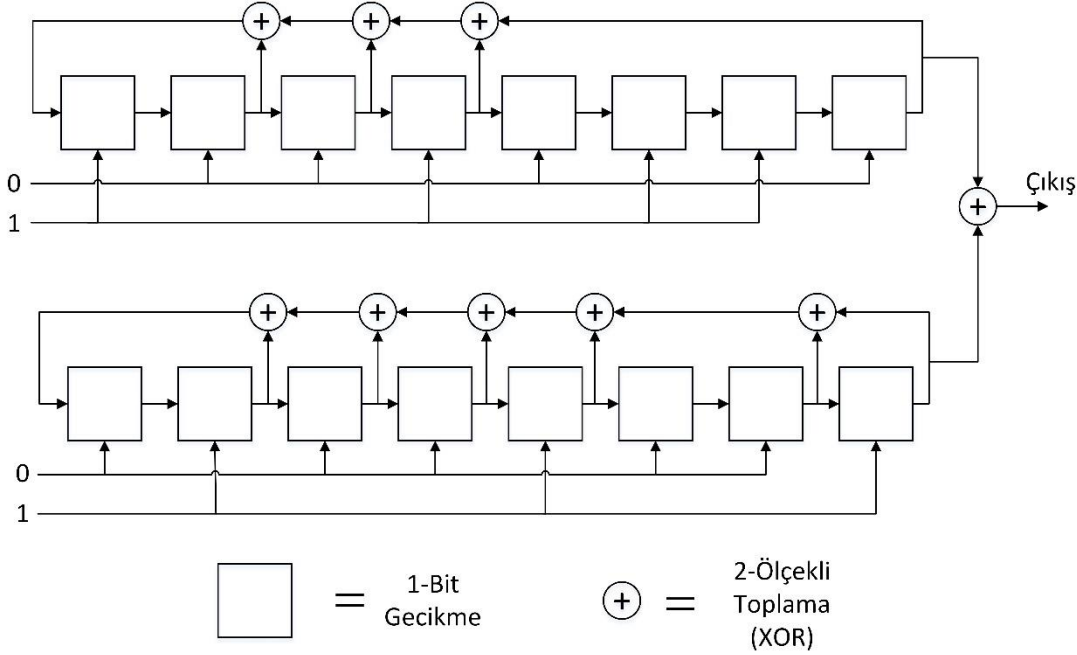 0
1
Çıkış
0
1
= 1-Bit
Gecikme
= 2-Ölçekli
Toplama
(XOR)